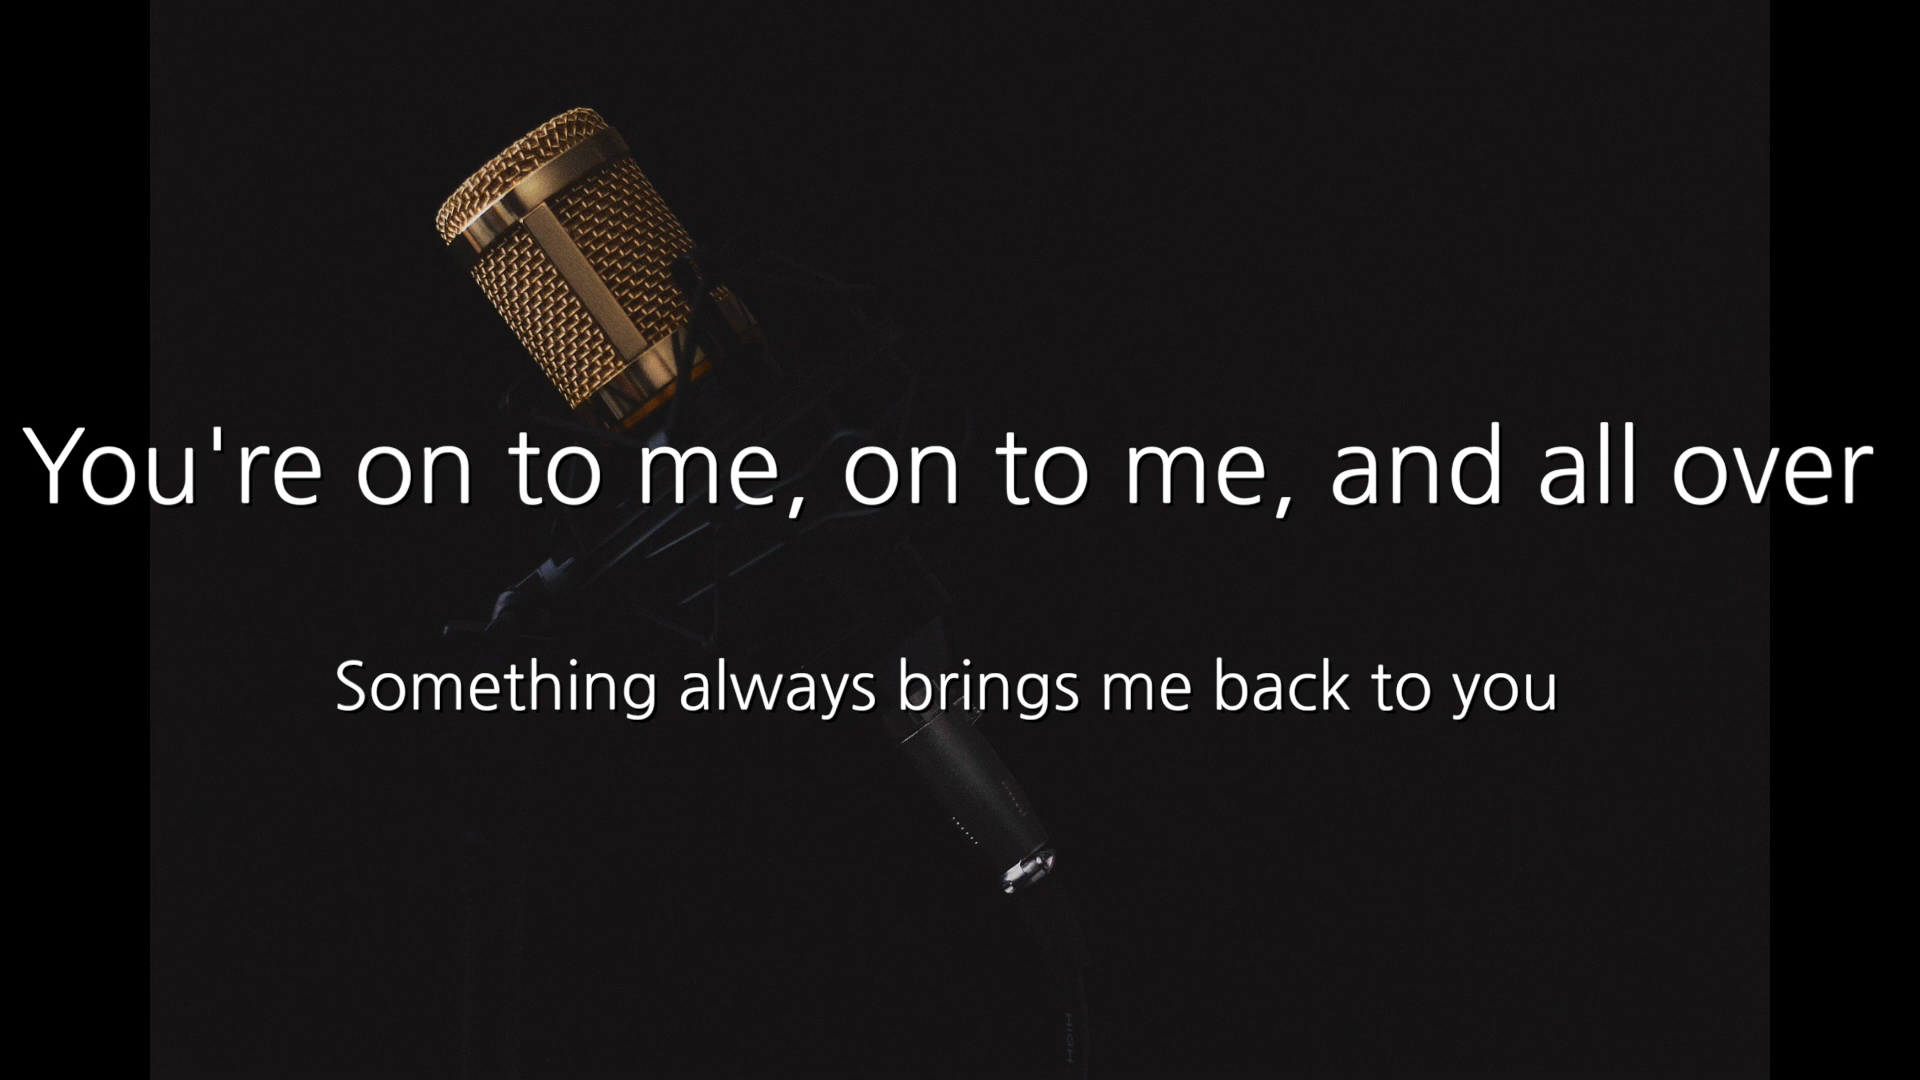 You're on to me, on to me, and all over
Something always brings me back to you